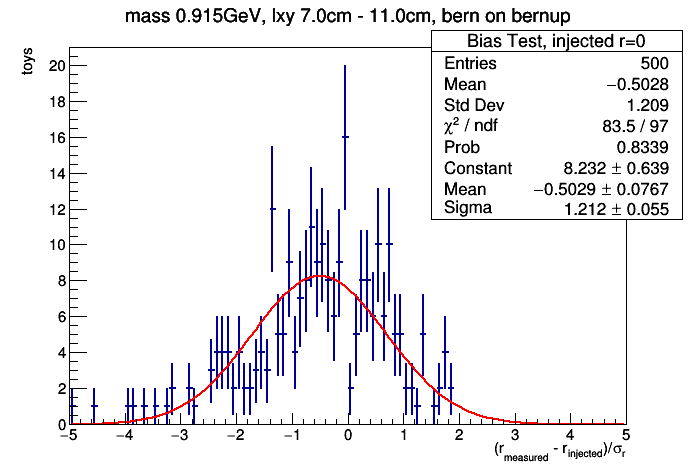 mass 0.915GeV, lxy 7.0cm - 11.0cm, bern on bernup
Bias Test, injected r=0
Entries 500
Mean −0.5028
Std Dev 1.209
χ² / ndf 83.5 / 97
Prob 0.8339
Constant 8.232 ± 0.639
Mean −0.5029 ± 0.0767
Sigma 1.212 ± 0.055
toys
20
18
16
14
12
10
8
6
4
2
0
−5 −4 −3 −2 −1 0 1 2 3 4 5
(r_measured - r_injected)/σ_r